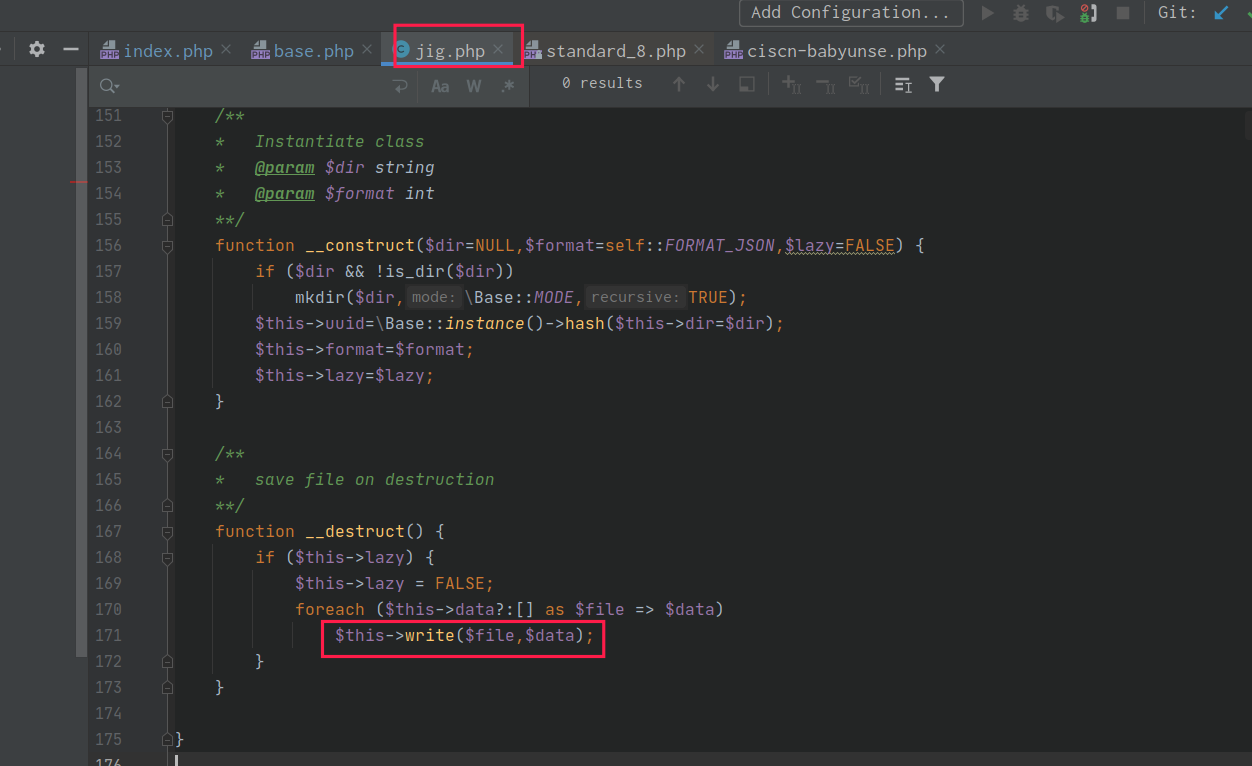 Add Configuration... Git:
index.php base.php jig.php standard_8.php ciscn-babyunse.php
Aa W .* 0 results
151 /**
152 * Instantiate class
153 * @param $dir string
154 * @param $format int
155 **/
156 function __construct($dir=NULL,$format=self::FORMAT_JSON,$lazy=FALSE) {
157 if ($dir && !is_dir($dir))
158 mkdir($dir, mode: \Base::MODE, recursive: TRUE);
159 $this->uuid=\Base::instance()->hash($this->dir=$dir);
160 $this->format=$format;
161 $this->lazy=$lazy;
162 }
163
164 /**
165 * save file on destruction
166 **/
167 function __destruct() {
168 if ($this->lazy) {
169 $this->lazy = FALSE;
170 foreach ($this->data?:[] as $file => $data)
171 $this->write($file,$data);
172 }
173 }
174
175 }
176